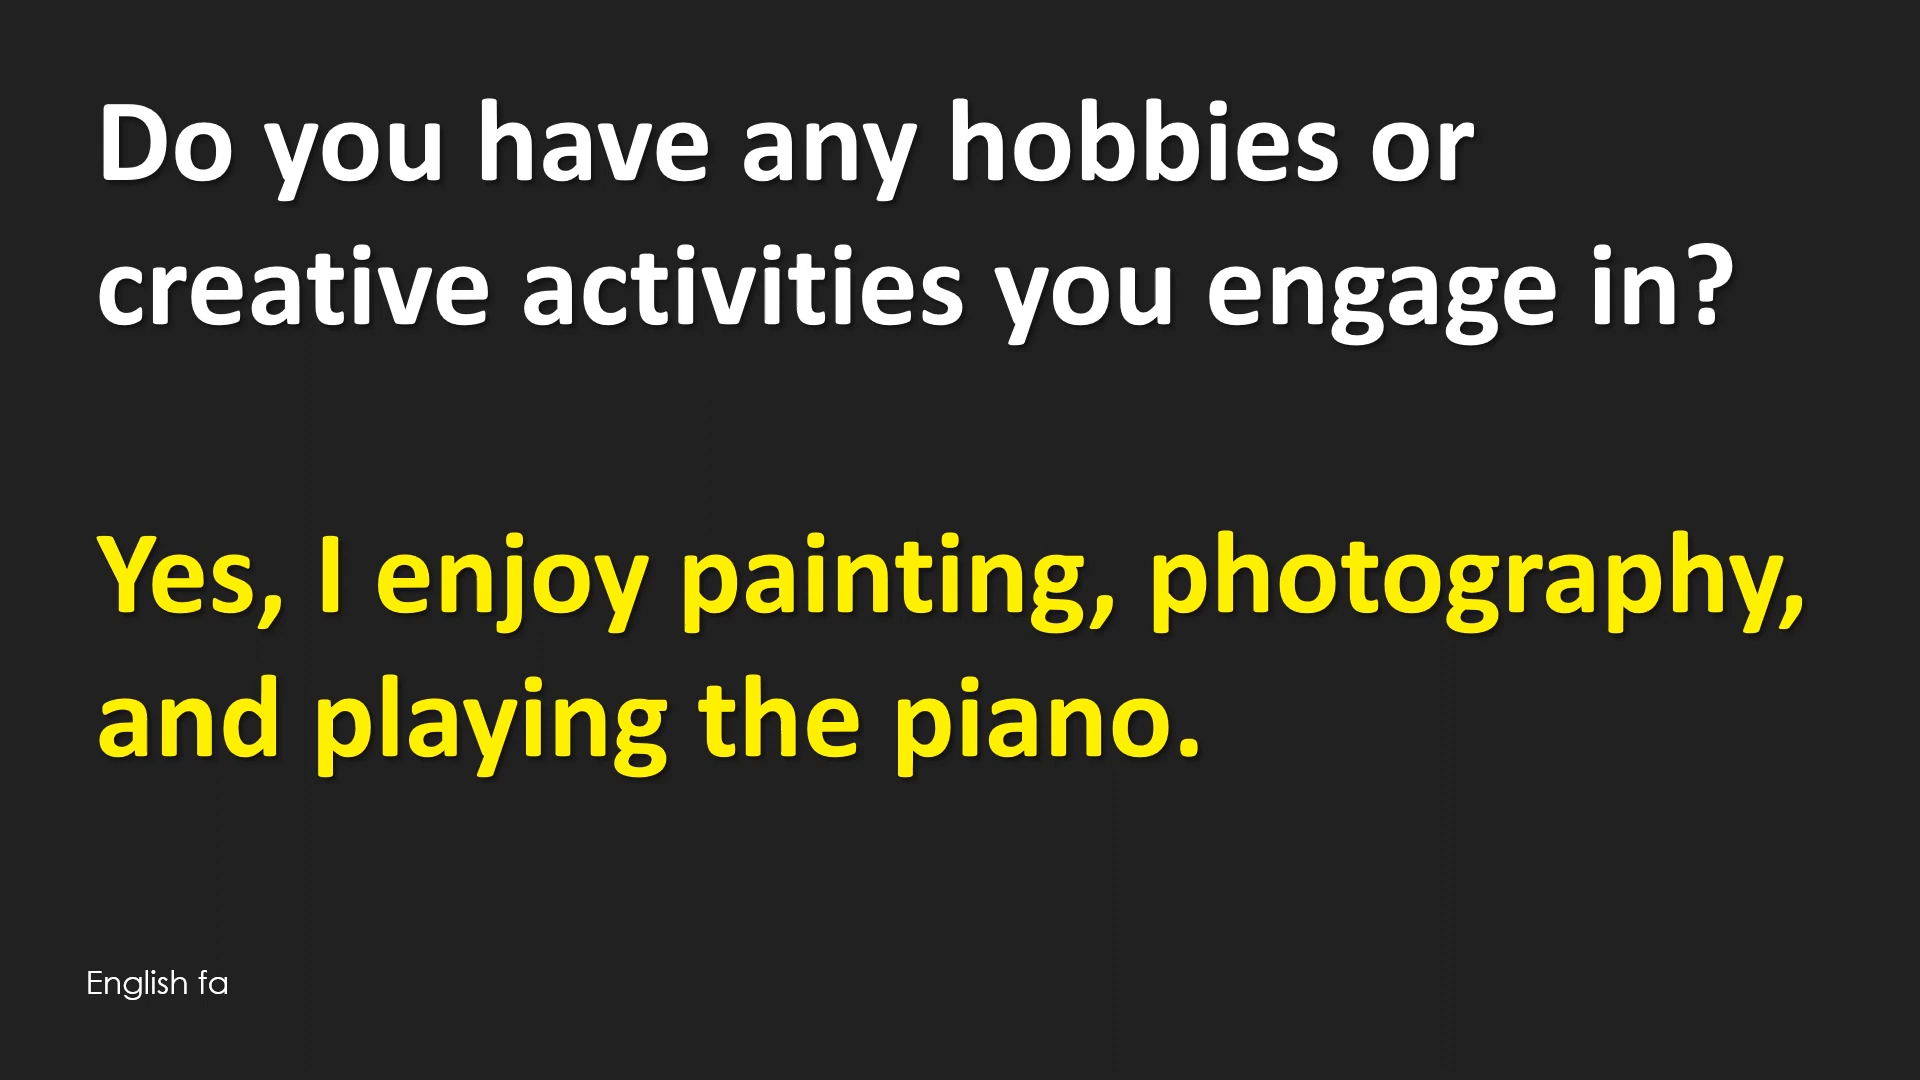 Do you have any hobbies or
creative activities you engage in?
Yes, I enjoy painting, photography,
and playing the piano.
English fa